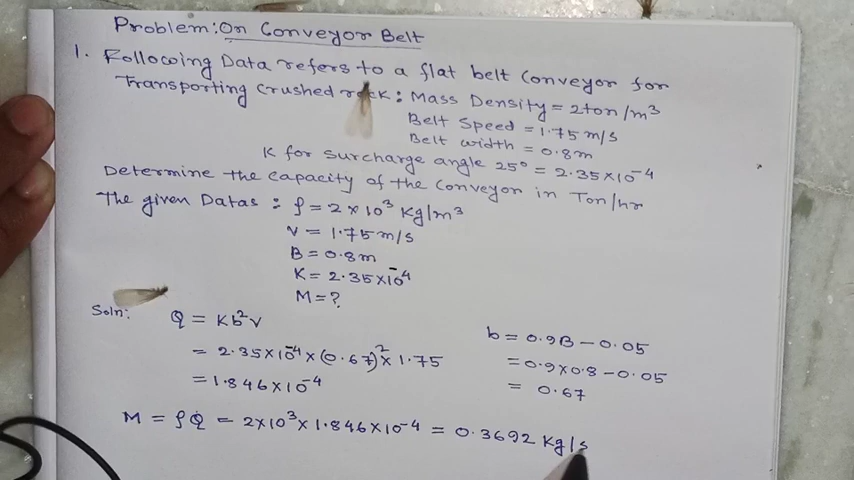 Problem: On Conveyor Belt
1. Following Data refers to a flat belt Conveyor for
Transporting crushed rock: Mass Density = 2ton/m³
Belt Speed = 1.75 m/s
Belt width = 0.8m
K for surcharge angle 25° = 2.35×10⁻⁴
Determine the capacity of the conveyor in Ton/hr
The given Datas : ρ = 2×10³ Kg/m³
V = 1.75 m/s
B = 0.8m
K = 2.35×10⁻⁴
M = ?
Soln: Q = Kb²V
= 2.35×10⁻⁴×(0.67)²×1.75
= 1.846×10⁻⁴
b = 0.9B − 0.05
= 0.9×0.8 − 0.05
= 0.67
M = ρQ = 2×10³×1.846×10⁻⁴ = 0.3692 Kg/s